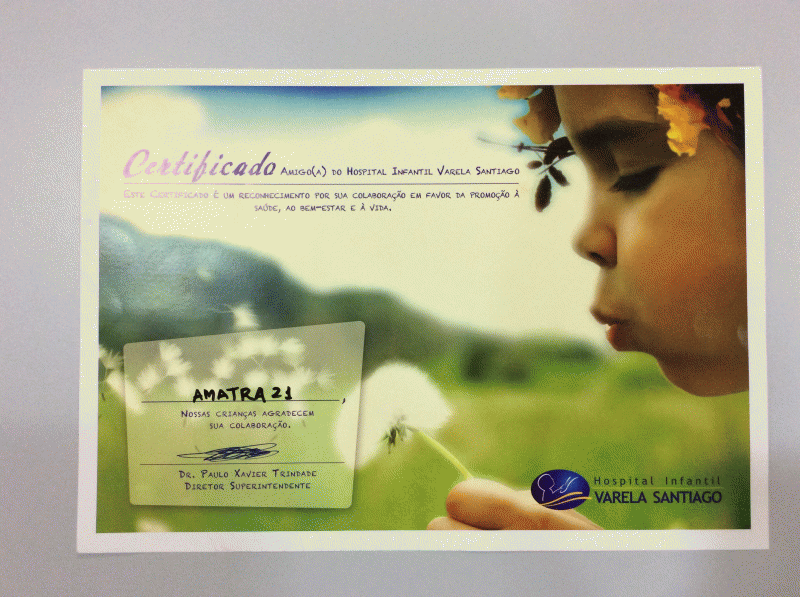 Certificado Amigo(a) do Hospital Infantil Varela Santiago
Este Certificado é um reconhecimento por sua colaboração em favor da promoção à
saúde, ao bem-estar e à vida.
AMATRA 21,
Nossas crianças agradecem
sua colaboração.
Dr. Paulo Xavier Trindade
Diretor Superintendente
Hospital Infantil
VARELA SANTIAGO